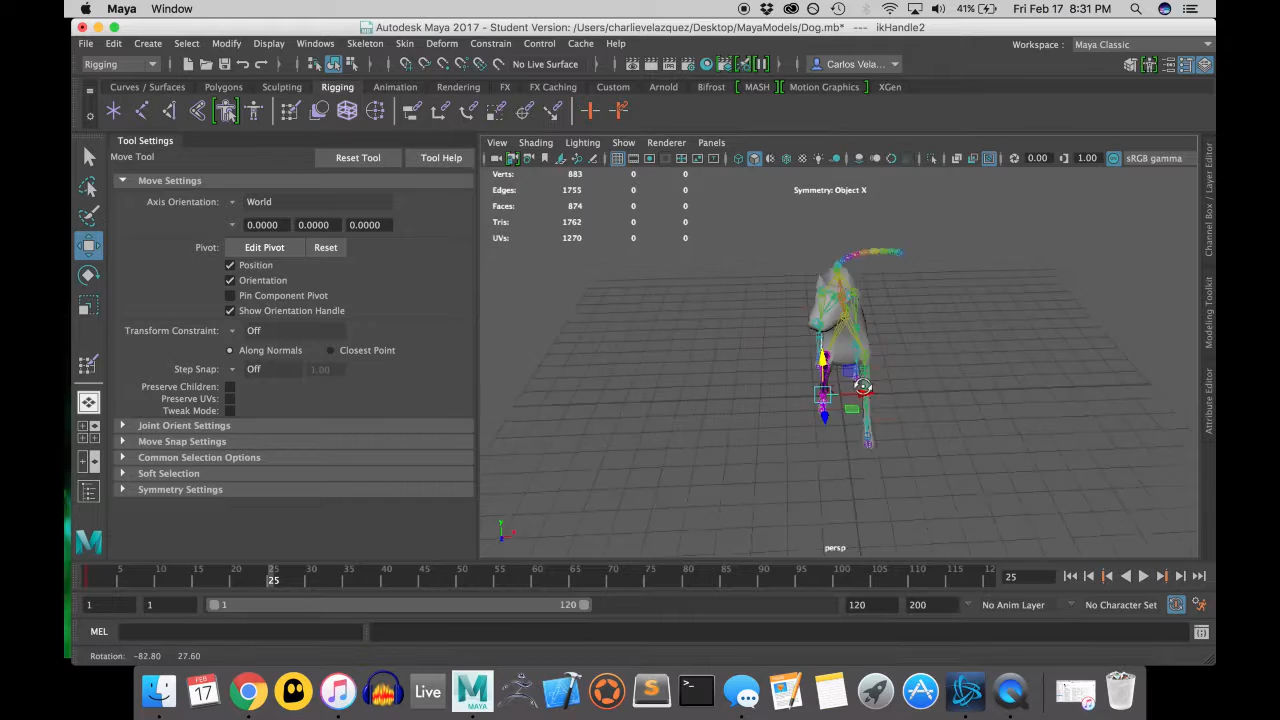 Maya Window 41% Fri Feb 17 8:31 PM
Autodesk Maya 2017 - Student Version: /Users/charlievelazquez/Desktop/MayaModels/Dog.mb* --- ikHandle2
File Edit Create Select Modify Display Windows Skeleton Skin Deform Constrain Control Cache Help Workspace : Maya Classic
Rigging No Live Surface Carlos Vela...
Curves / Surfaces Polygons Sculpting Rigging Animation Rendering FX FX Caching Custom Arnold Bifrost MASH Motion Graphics XGen
Tool Settings
Move Tool Reset Tool Tool Help
Move Settings
Axis Orientation: World
0.0000 0.0000 0.0000
Pivot: Edit Pivot Reset
Position
Orientation
Pin Component Pivot
Show Orientation Handle
Transform Constraint: Off
Along Normals Closest Point
Step Snap: Off 1.00
Preserve Children:
Preserve UVs:
Tweak Mode:
Joint Orient Settings
Move Snap Settings
Common Selection Options
Soft Selection
Symmetry Settings
View Shading Lighting Show Renderer Panels
0.00 1.00 sRGB gamma
Verts: 883 0 0
Edges: 1755 0 0
Faces: 874 0 0
Tris: 1762 0 0
UVs: 1270 0 0
Symmetry: Object X
persp
Channel Box / Layer Editor
Modeling Toolkit
Attribute Editor
5 10 15 20 25 30 35 40 45 50 55 60 65 70 75 80 85 90 95 100 105 110 115 12
25 25
1 1 1 120 120 200 No Anim Layer No Character Set
MEL
Rotation: -82.80 27.60
FEB
17
Live
MAYA